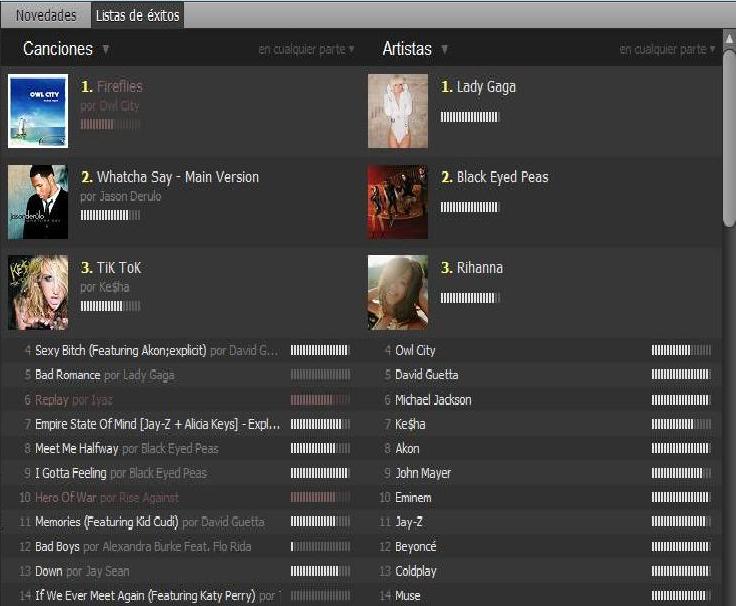 Novedades
Listas de éxitos
Canciones ▼
en cualquier parte ▼
Artistas ▼
en cualquier parte ▼
OWL CITY
1. Fireflies
por Owl City
jasonderulo
2. Whatcha Say - Main Version
por Jason Derulo
KE$HA
3. TiK ToK
por Ke$ha
4 Sexy Bitch (Featuring Akon;explicit) por David G...
5 Bad Romance por Lady Gaga
6 Replay por Iyaz
7 Empire State Of Mind [Jay-Z + Alicia Keys] - Expl...
8 Meet Me Halfway por Black Eyed Peas
9 I Gotta Feeling por Black Eyed Peas
10 Hero Of War por Rise Against
11 Memories (Featuring Kid Cudi) por David Guetta
12 Bad Boys por Alexandra Burke Feat. Flo Rida
13 Down por Jay Sean
14 If We Ever Meet Again (Featuring Katy Perry) por
1. Lady Gaga
2. Black Eyed Peas
3. Rihanna
4 Owl City
5 David Guetta
6 Michael Jackson
7 Ke$ha
8 Akon
9 John Mayer
10 Eminem
11 Jay-Z
12 Beyoncé
13 Coldplay
14 Muse